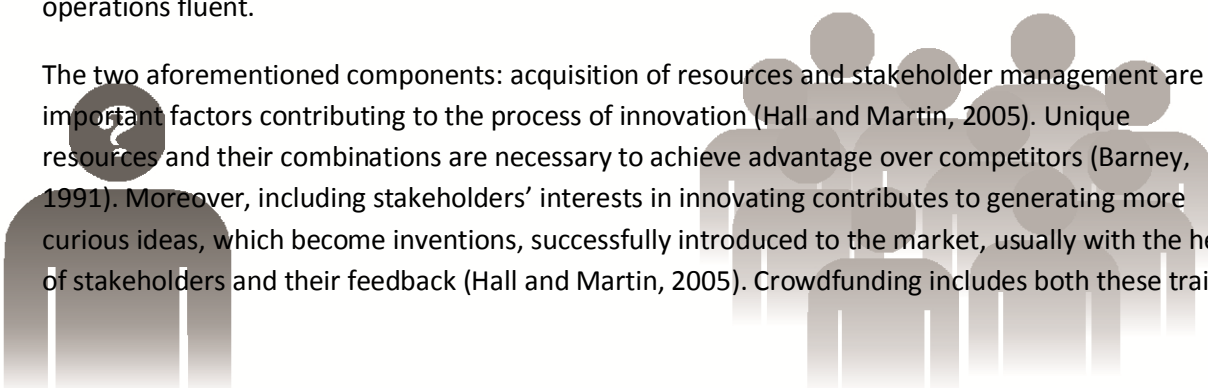 operations fluent.
The two aforementioned components: acquisition of resources and stakeholder management are
important factors contributing to the process of innovation (Hall and Martin, 2005). Unique
resources and their combinations are necessary to achieve advantage over competitors (Barney,
1991). Moreover, including stakeholders’ interests in innovating contributes to generating more
curious ideas, which become inventions, successfully introduced to the market, usually with the he
of stakeholders and their feedback (Hall and Martin, 2005). Crowdfunding includes both these trai
?